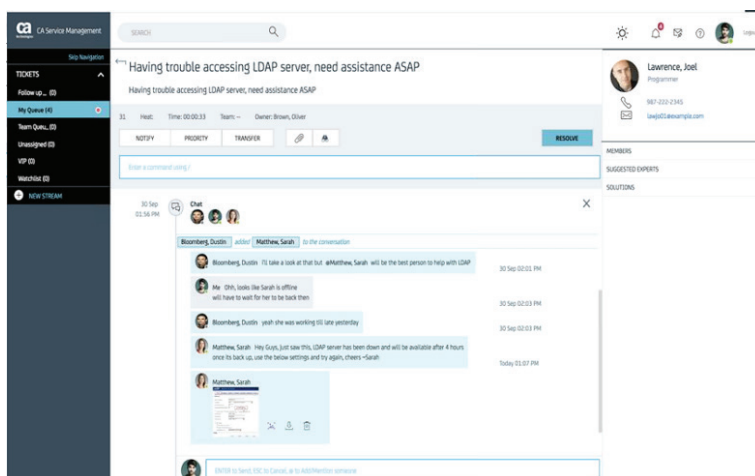 ca
CA Service Management
SEARCH
4
Skip Navigation
TICKETS
Follow up_ (0)
My Queue (4)
Team Queu_ (0)
Unassigned (0)
VIP (0)
Watchlist (0)
NEW STREAM
Having trouble accessing LDAP server, need assistance ASAP
Having trouble accessing LDAP server, need assistance ASAP
31 Heat: Time: 00:00:33 Team: – Owner: Brown, Oliver
NOTIFY PRIORITY TRANSFER RESOLVE
Enter a command using /
30 Sep
01:56 PM
Chat
Bloomberg, Dustin added Matthew, Sarah to the conversation
Bloomberg, Dustin I'll take a look at that but @Matthew, Sarah will be the best person to help with LDAP
30 Sep 02:01 PM
Me Ohh, looks like Sarah is offline
will have to wait for her to be back then
30 Sep 02:03 PM
Bloomberg, Dustin yeah she was working till late yesterday
30 Sep 02:03 PM
Matthew, Sarah Hey Guys, just saw this, LDAP server has been down and will be available after 4 hours
once its back up, use the below settings and try again, cheers ~Sarah
Today 01:07 PM
Matthew, Sarah
ENTER to Send, ESC to Cancel, & to Add/Mention someone
Lawrence, Joel
Programmer
987-222-2345
MEMBERS
SUGGESTED EXPERTS
SOLUTIONS